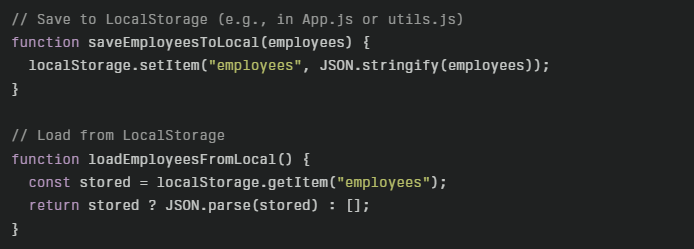 // Save to LocalStorage (e.g., in App.js or utils.js)
function saveEmployeesToLocal(employees) {
  localStorage.setItem("employees", JSON.stringify(employees));
}

// Load from LocalStorage
function loadEmployeesFromLocal() {
  const stored = localStorage.getItem("employees");
  return stored ? JSON.parse(stored) : [];
}